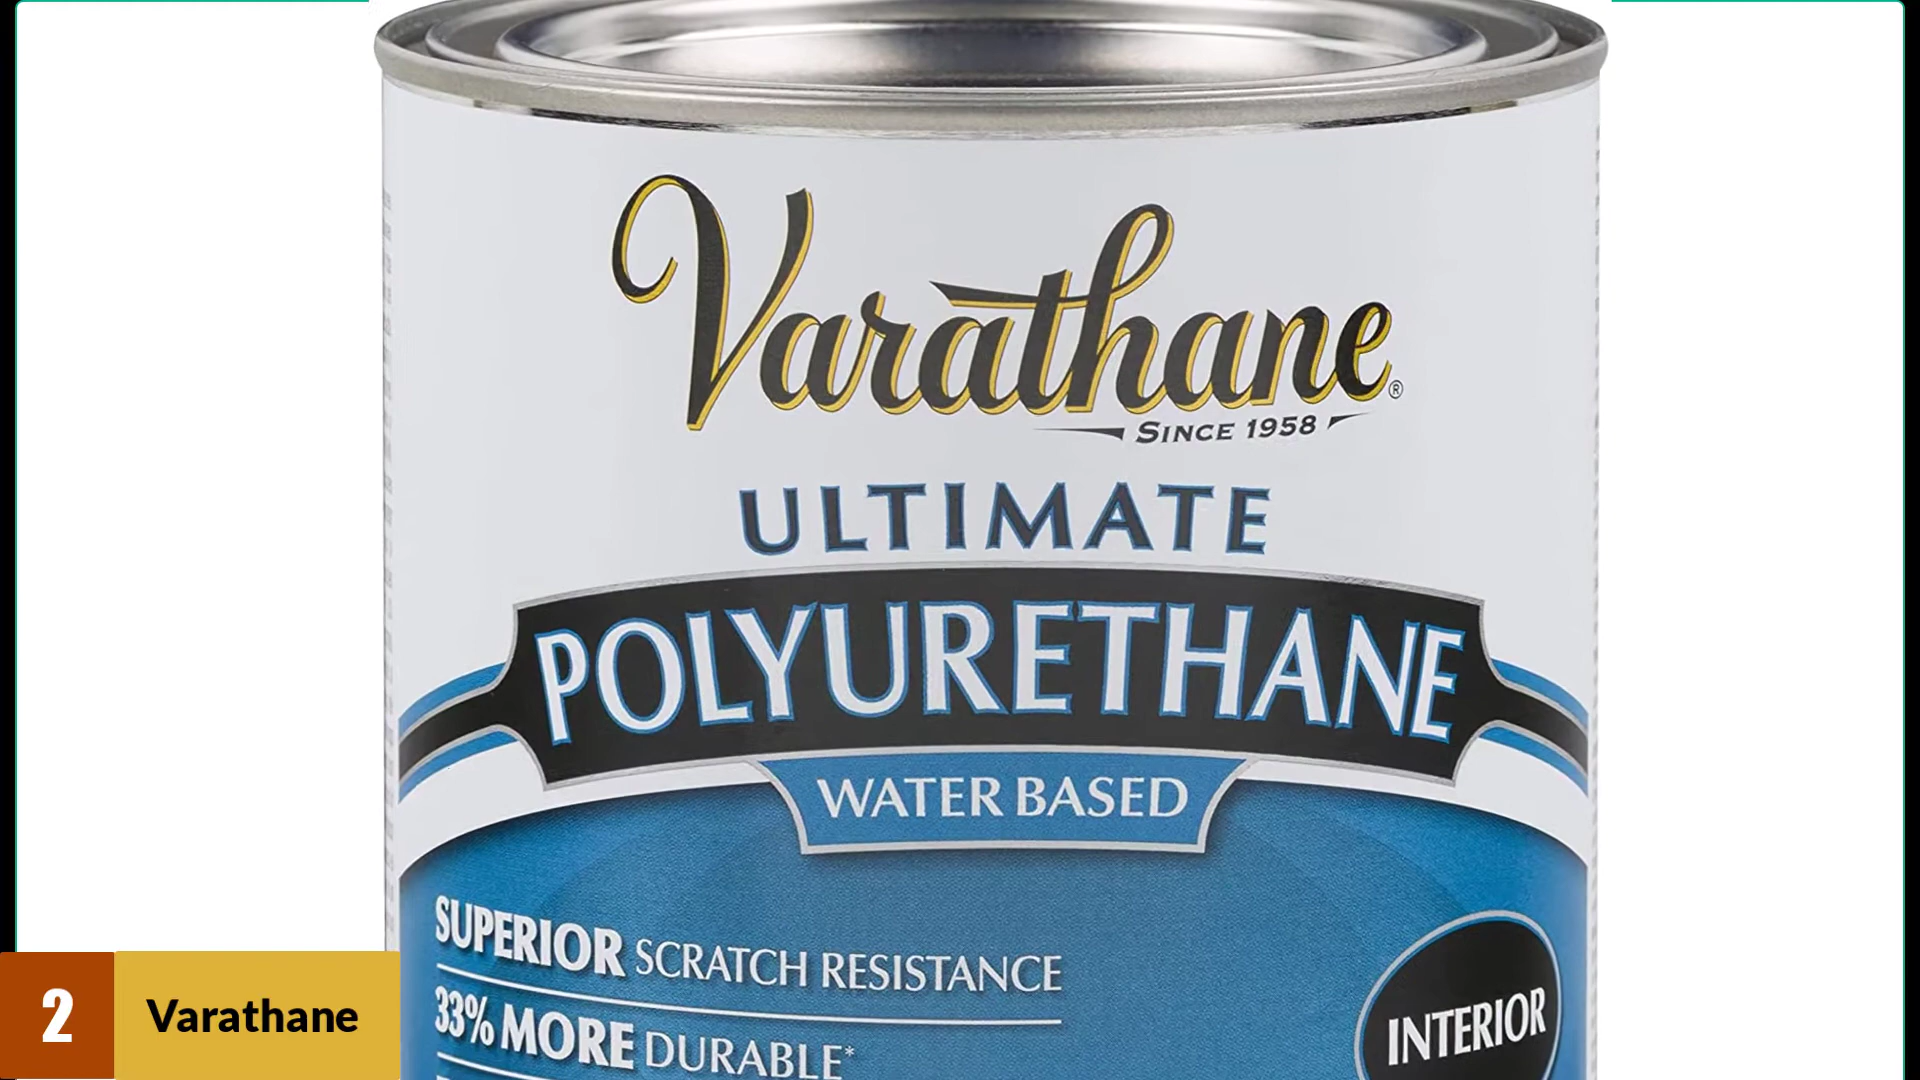 Varathane®
SINCE 1958
ULTIMATE
POLYURETHANE
WATER BASED
SUPERIOR SCRATCH RESISTANCE
33% MORE DURABLE*
INTERIOR
2 Varathane